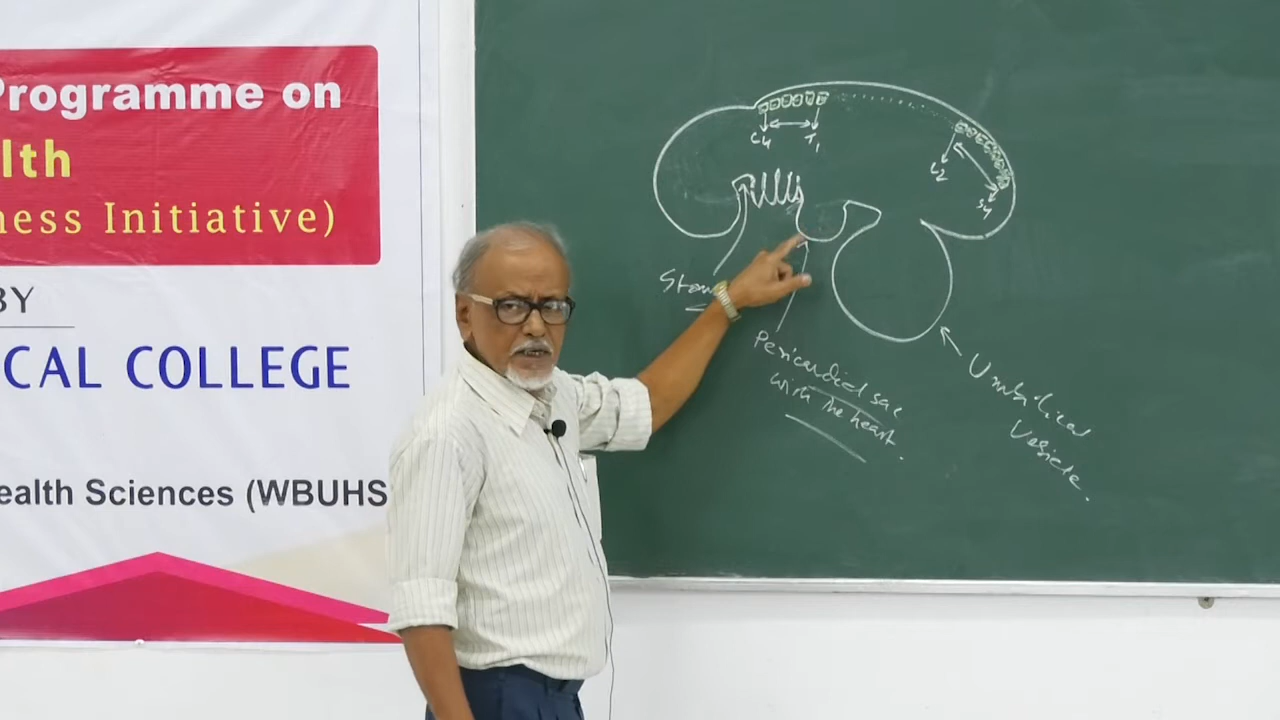 Programme on
lth
ness Initiative)
BY
CAL COLLEGE
ealth Sciences (WBUHS
C4
T1
L2
S4
Pericardial sac
with the heart.
Umbilical
Vesicle.